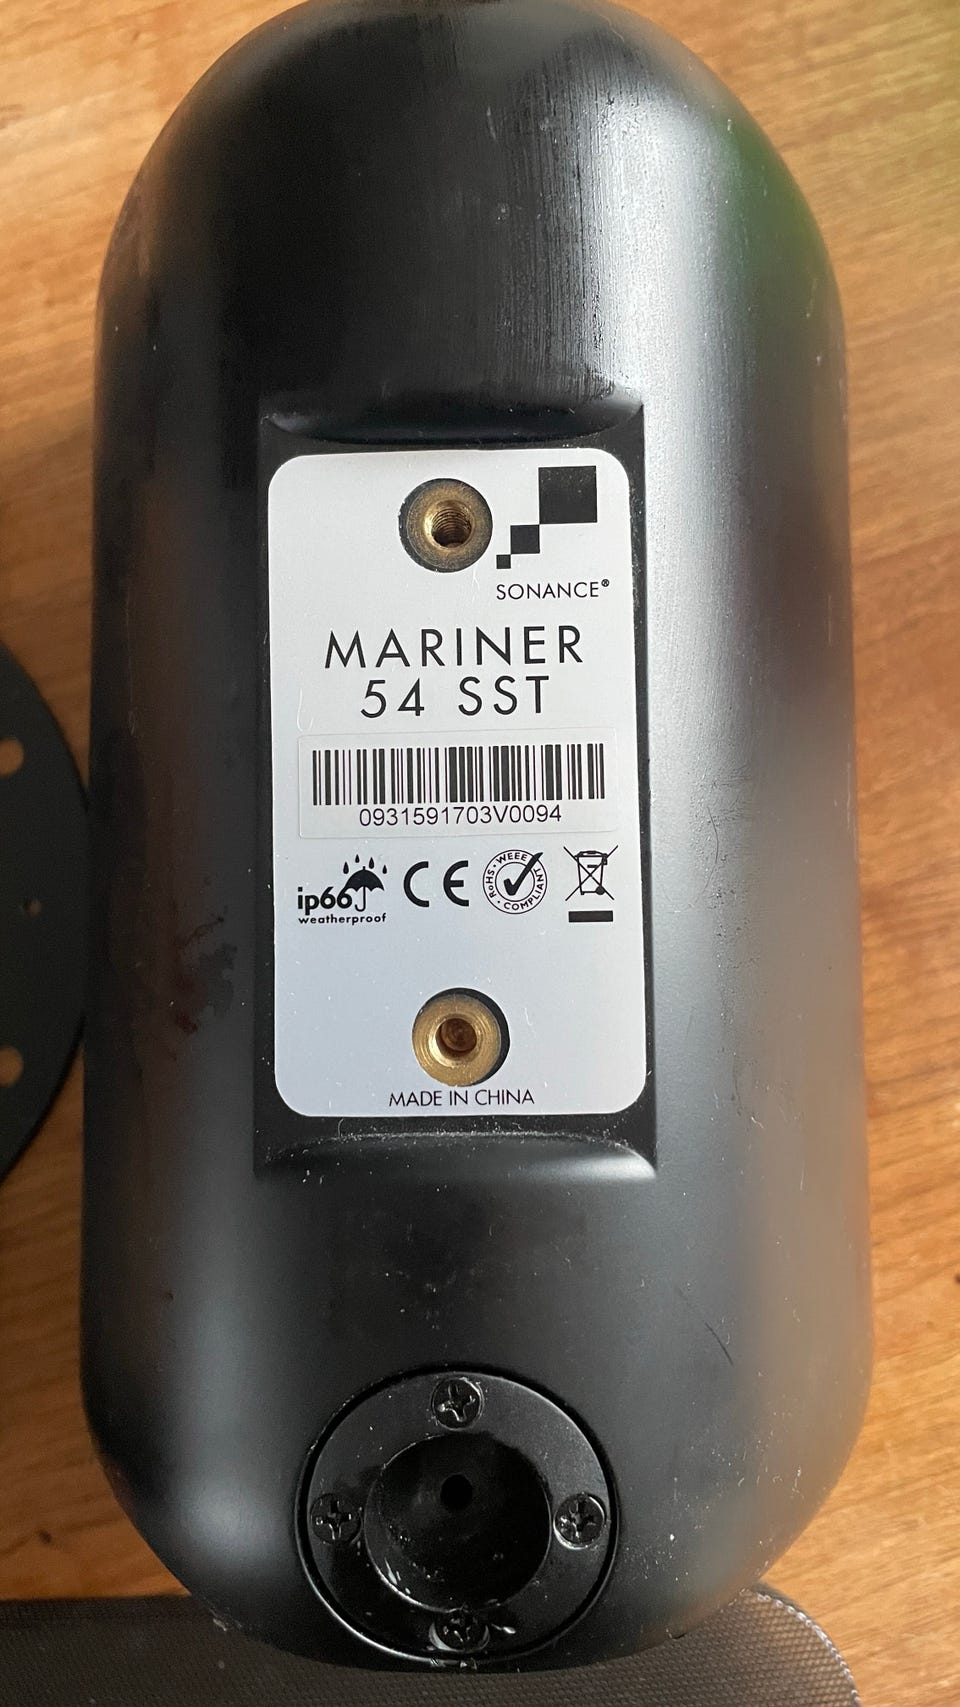 SONANCE®
MARINER
54 SST
0931591703V0094
ip66
weatherproof
CE
RoHS · WEEE · COMPLIANT
MADE IN CHINA